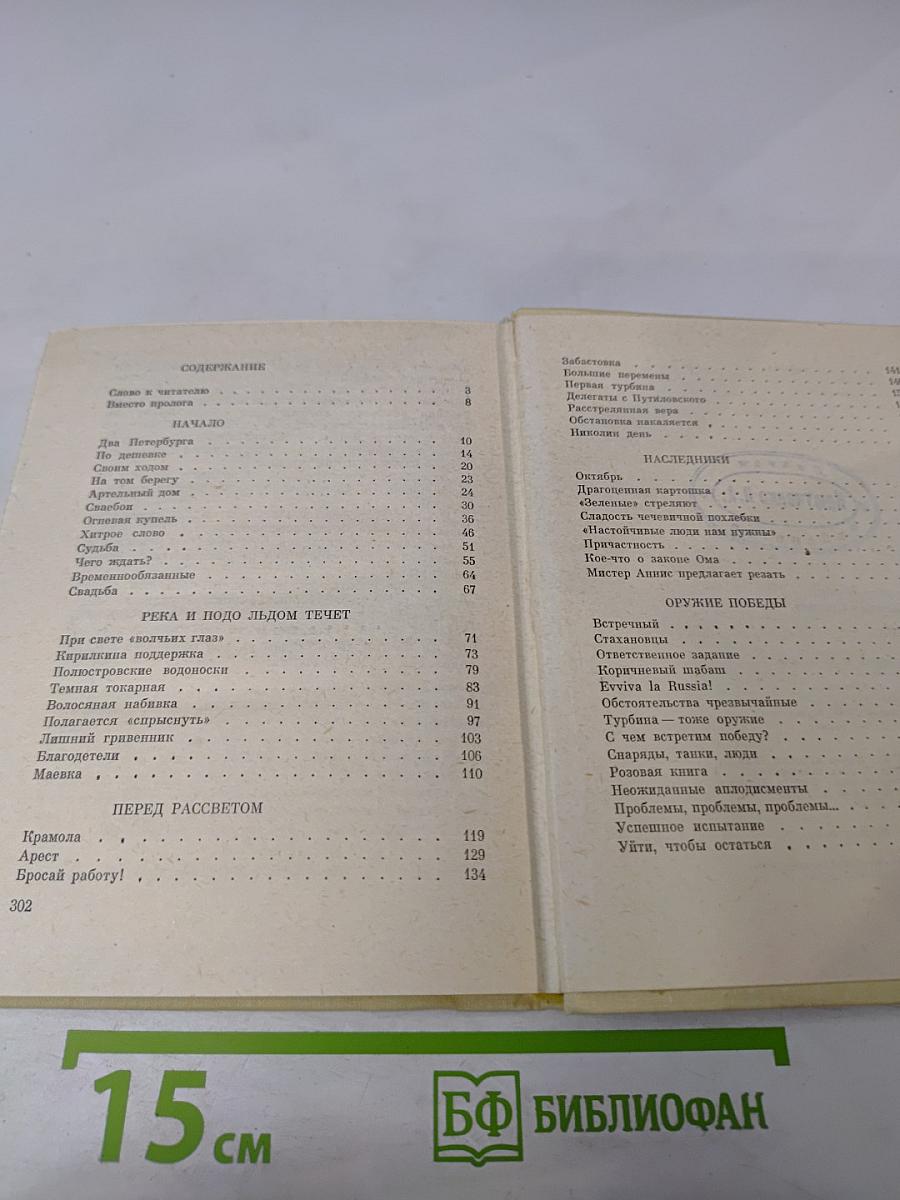 СОДЕРЖАНИЕ
Слово к читателю . . . 3
Вместо пролога . . . 8
НАЧАЛО
Два Петербурга . . . 10
По дешевке . . . 14
Своим ходом . . . 20
На том берегу . . . 23
Артельный дом . . . 24
Сваебои . . . 30
Огневая купель . . . 36
Хитрое слово . . . 46
Судьба . . . 51
Чего ждать? . . . 55
Временнообязанные . . . 64
Свадьба . . . 67
РЕКА И ПОДО ЛЬДОМ ТЕЧЕТ
При свете «волчьих глаз» . . . 71
Кирилкина поддержка . . . 73
Полюстровские водоноски . . . 79
Темная токарная . . . 83
Волосяная набивка . . . 91
Полагается «спрыснуть» . . . 97
Лишний гривенник . . . 103
Благодетели . . . 106
Маевка . . . 110
ПЕРЕД РАССВЕТОМ
Крамола . . . 119
Арест . . . 129
Бросай работу! . . . 134
302
Забастовка . . . 141
Большие перемены . . .
Первая турбина . . .
Делегаты с Путиловского . . .
Расстрелянная вера . . .
Обстановка накаляется . . .
Николин день . . .
НАСЛЕДНИКИ
Октябрь . . .
Драгоценная картошка . . .
«Зеленые» стреляют . . .
Сладость чечевичной похлебки
«Настойчивые люди нам нужны» . . .
Причастность . . .
Кое-что о законе Ома . . .
Мистер Аннис предлагает резать . . .
ОРУЖИЕ ПОБЕДЫ
Встречный . . .
Стахановцы . . .
Ответственное задание . . .
Коричневый шабаш . . .
Evviva la Russia! . . .
Обстоятельства чрезвычайные . . .
Турбина — тоже оружие . . .
С чем встретим победу? . . .
Снаряды, танки, люди . . .
Розовая книга . . .
Неожиданные аплодисменты . . .
Проблемы, проблемы, проблемы... . . .
Успешное испытание . . .
Уйти, чтобы остаться . . .
15 см
БФ БИБЛИОФАН